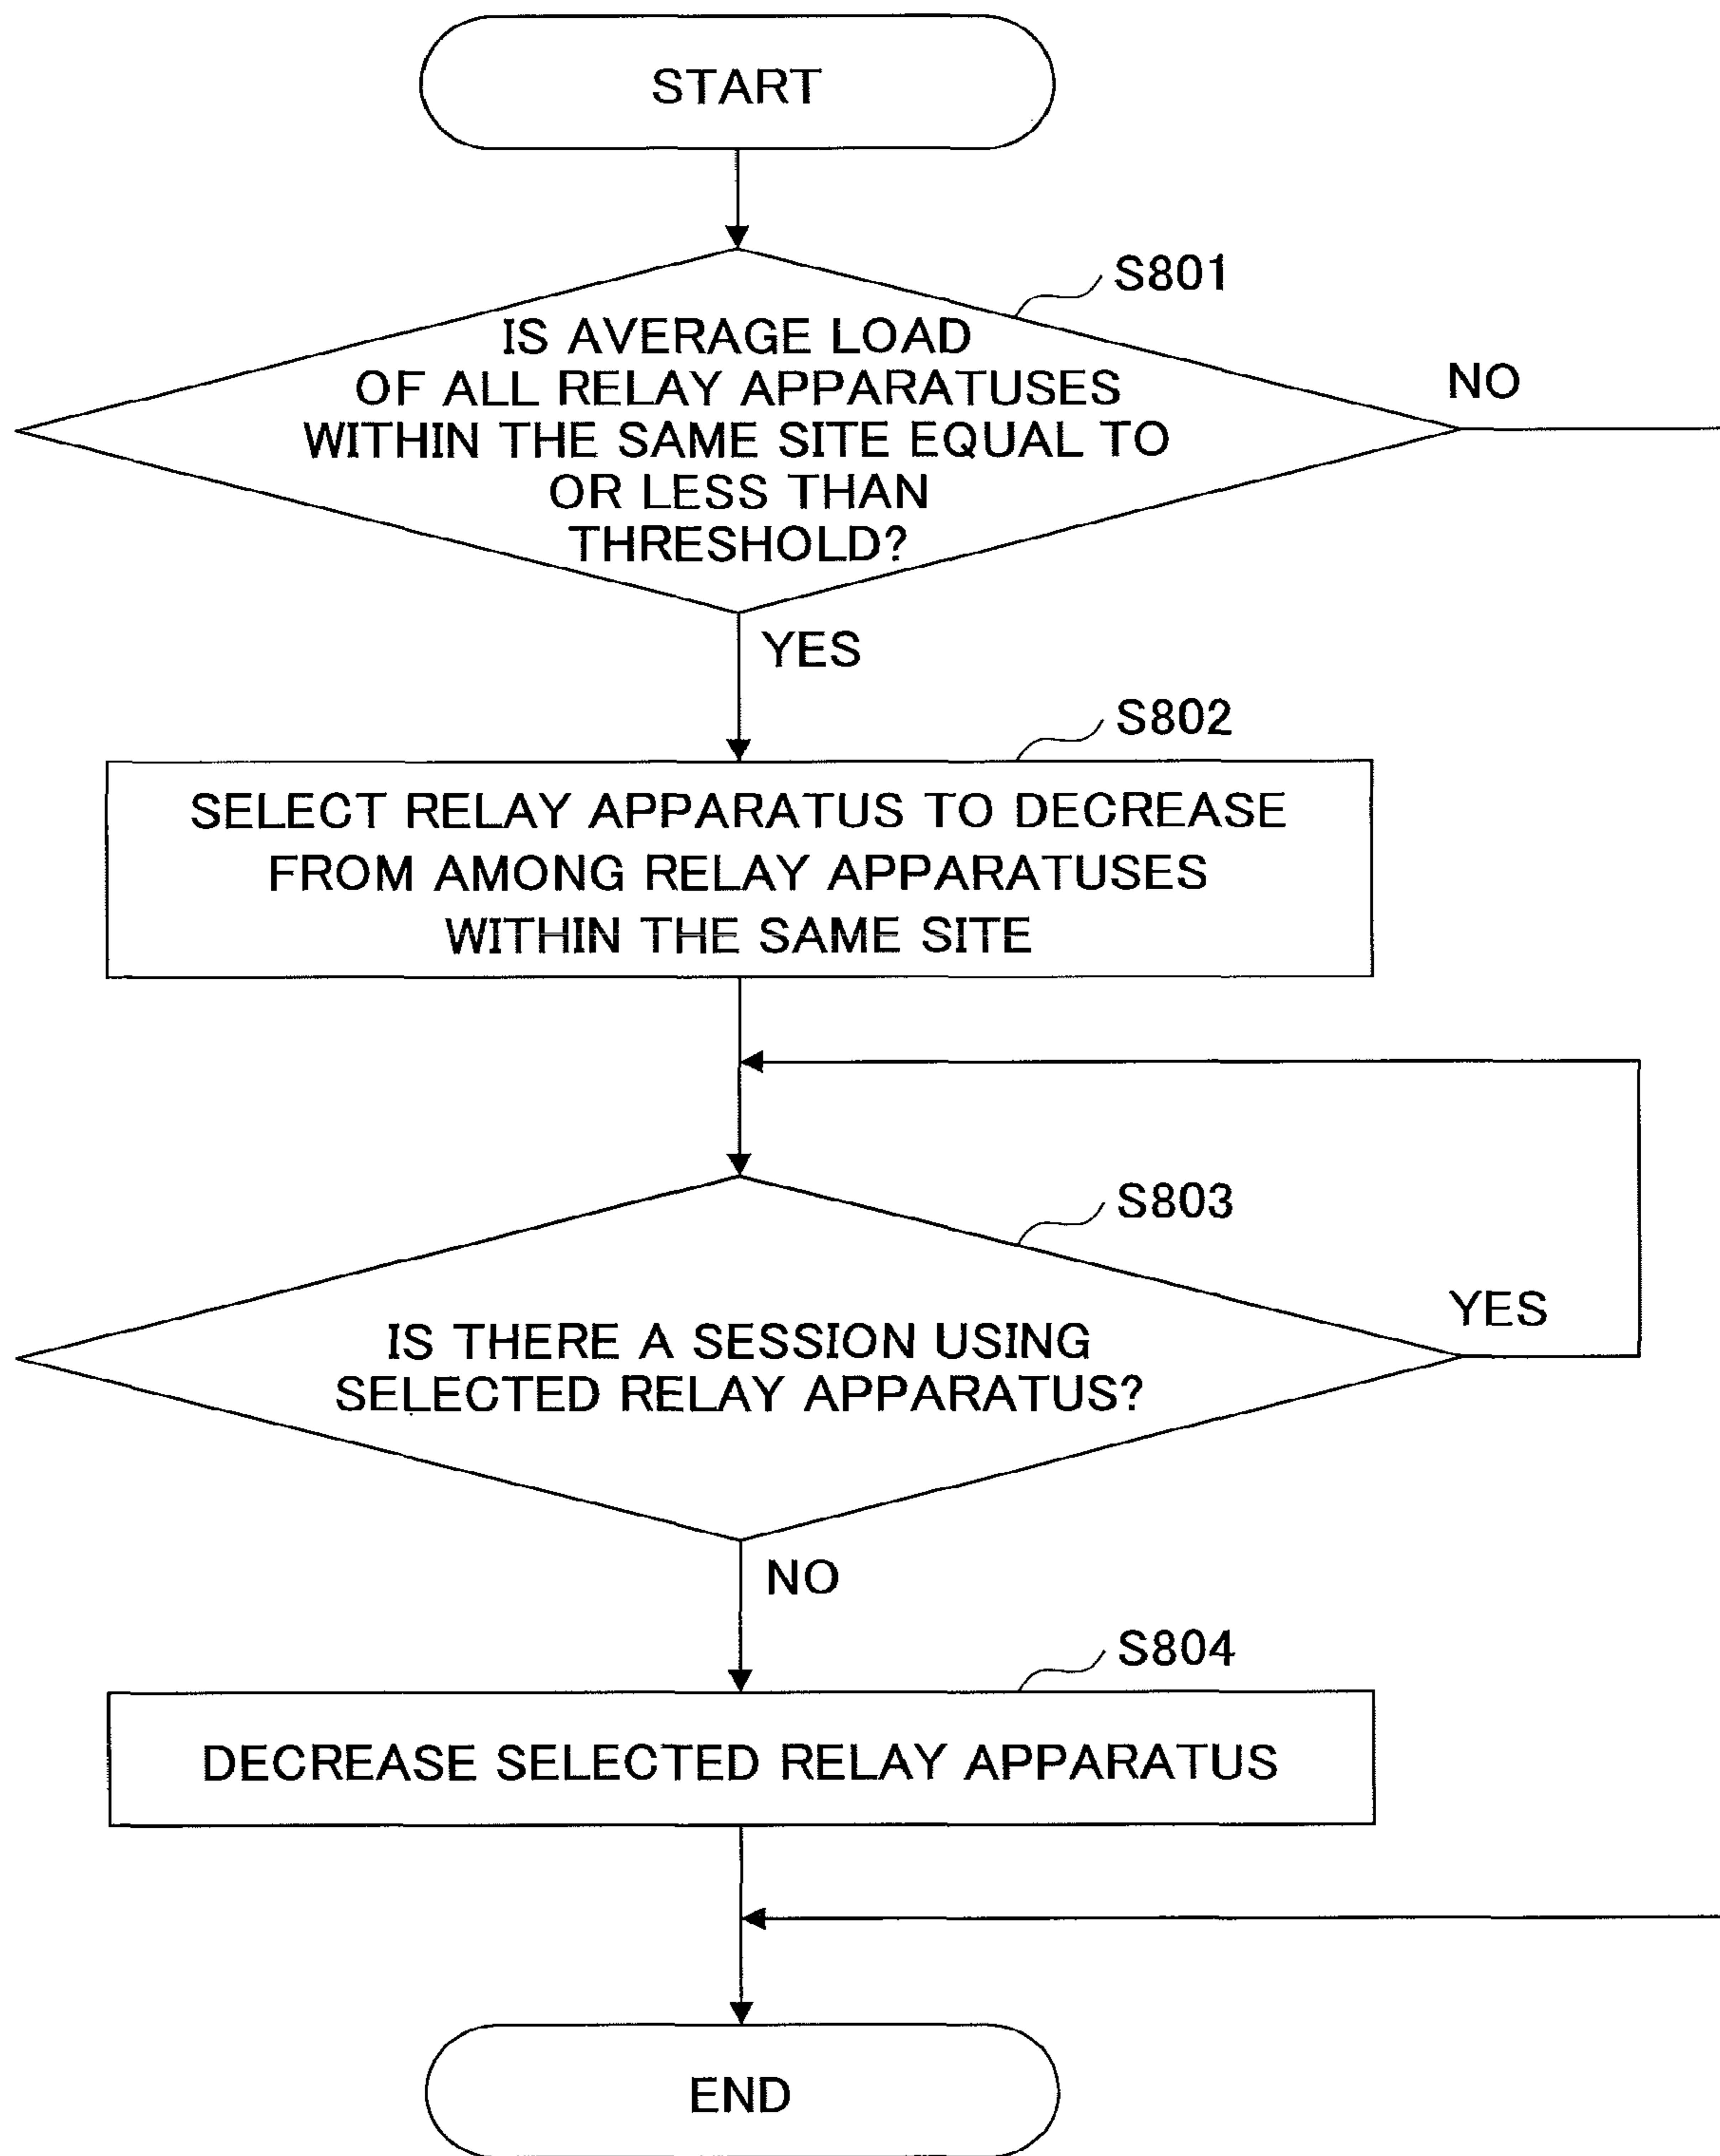 START
S801
IS AVERAGE LOAD
OF ALL RELAY APPARATUSES
WITHIN THE SAME SITE EQUAL TO
OR LESS THAN
THRESHOLD?
NO
YES
S802
SELECT RELAY APPARATUS TO DECREASE
FROM AMONG RELAY APPARATUSES
WITHIN THE SAME SITE
S803
IS THERE A SESSION USING
SELECTED RELAY APPARATUS?
YES
NO
S804
DECREASE SELECTED RELAY APPARATUS
END